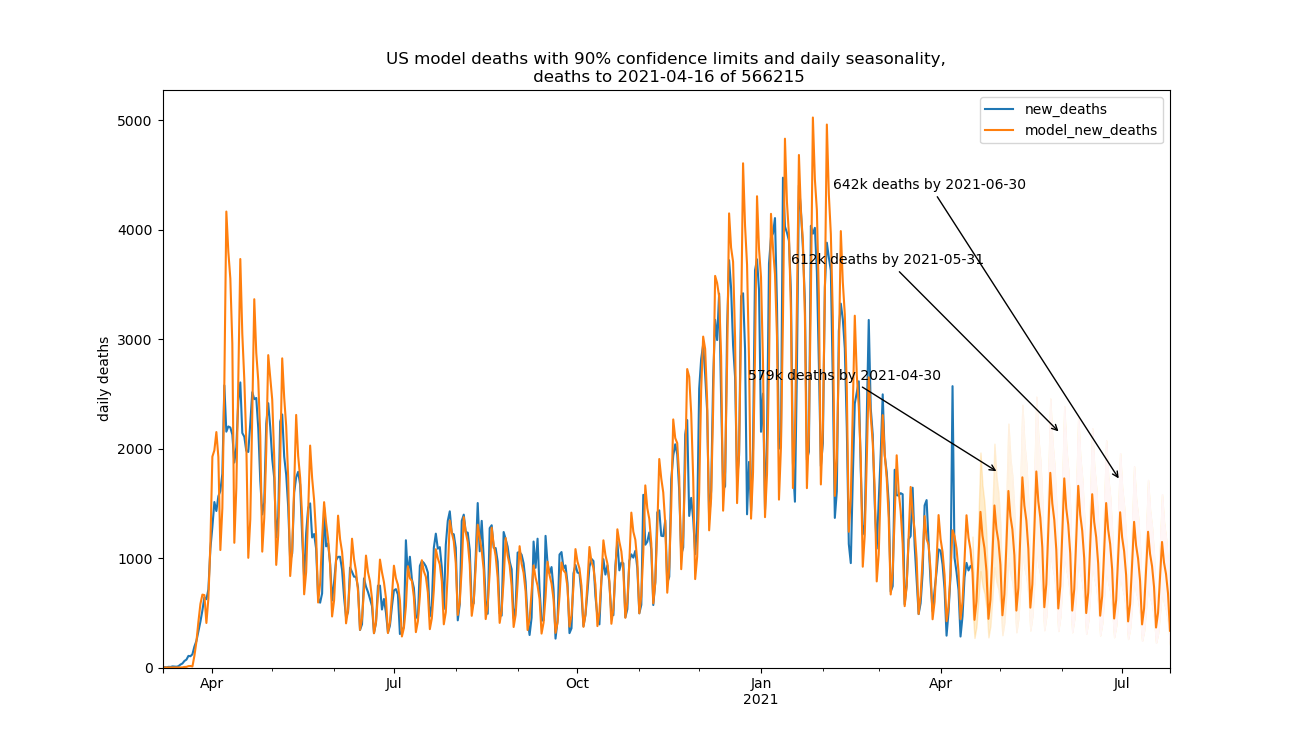 US model deaths with 90% confidence limits and daily seasonality,
deaths to 2021-04-16 of 566215
new_deaths
model_new_deaths
642k deaths by 2021-06-30
612k deaths by 2021-05-31
579k deaths by 2021-04-30
daily deaths
5000
4000
3000
2000
1000
0
Apr
Jul
Oct
Jan
2021
Apr
Jul